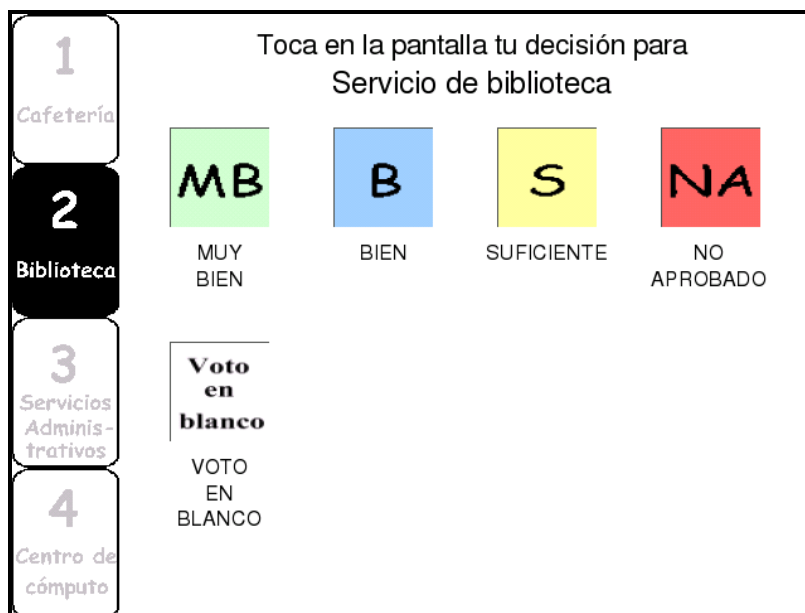 1
Cafetería
2
Biblioteca
3
Servicios
Adminis-
trativos
4
Centro de
cómputo
Toca en la pantalla tu decisión para
Servicio de biblioteca
MB
B
S
NA
MUY
BIEN
BIEN
SUFICIENTE
NO
APROBADO
Voto
en
blanco
VOTO
EN
BLANCO